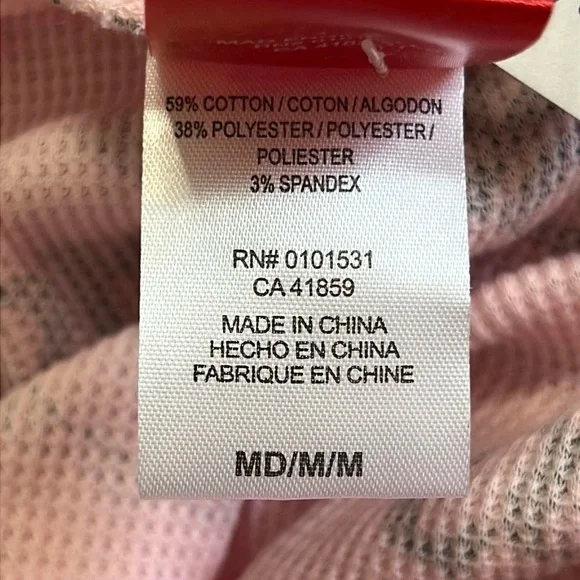 59% COTTON / COTON / ALGODON
38% POLYESTER / POLYESTER /
POLIESTER
3% SPANDEX
RN# 0101531
CA 41859
MADE IN CHINA
HECHO EN CHINA
FABRIQUE EN CHINE
MD/M/M